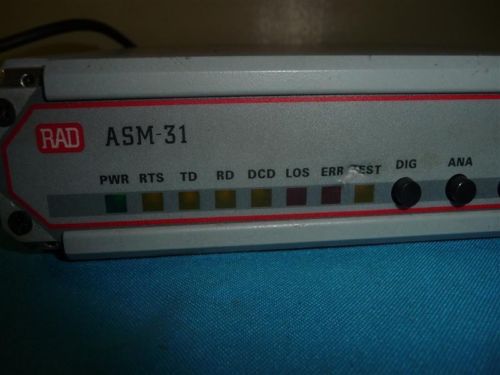 RAD ASM-31
PWR RTS TD RD DCD LOS ERR TEST DIG ANA